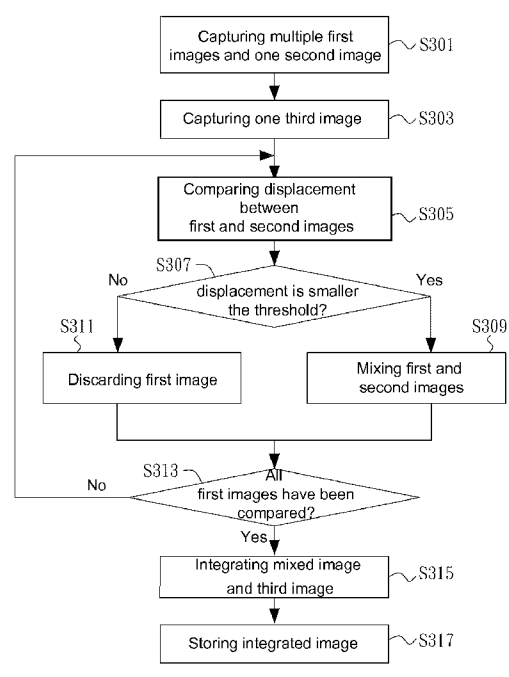 Capturing multiple first
images and one second image
S301
Capturing one third image
S303
Comparing displacement
between
first and second images
S305
S307
No
Yes
displacement is smaller
the threshold?
S311
S309
Discarding first image
Mixing first and
second images
S313
All
No
first images have been
compared?
Yes
Integrating mixed image
and third image
S315
Storing integrated image
S317